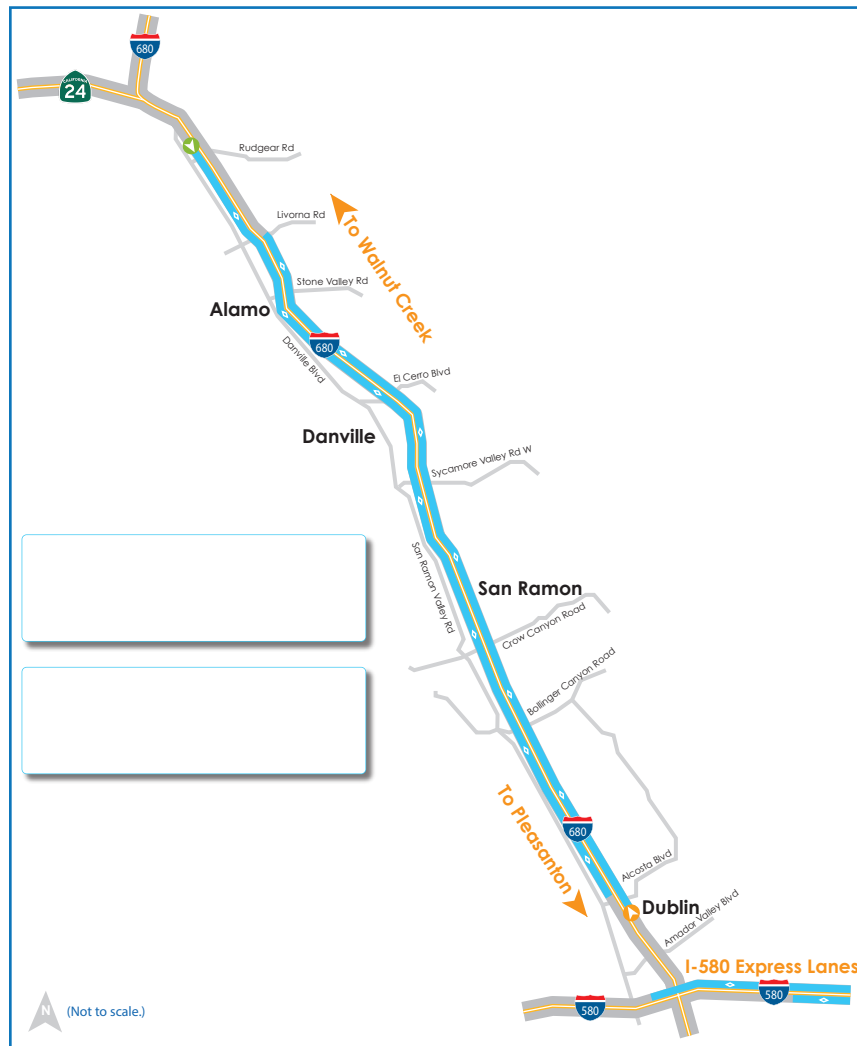 680
CALIFORNIA
24
Rudgear Rd
Livorna Rd
To Walnut Creek
Stone Valley Rd
Alamo
680
Danville Blvd
El Cerro Blvd
Danville
Sycamore Valley Rd W
San Ramon Valley Rd
San Ramon
Crow Canyon Road
Bollinger Canyon Road
To Pleasanton
680
Alcosta Blvd
Dublin
Amador Valley Blvd
I-580 Express Lanes
580
580
N
(Not to scale.)